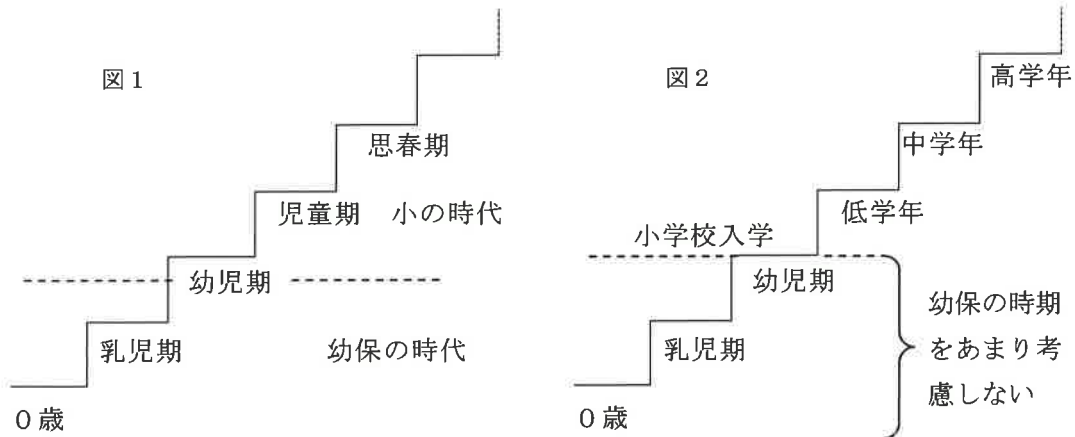 図1
思春期
児童期 小の時代
幼児期
乳児期 幼保の時代
0歳
図2
高学年
中学年
低学年
小学校入学
幼児期
乳児期
0歳
幼保の時期
をあまり考
慮しない